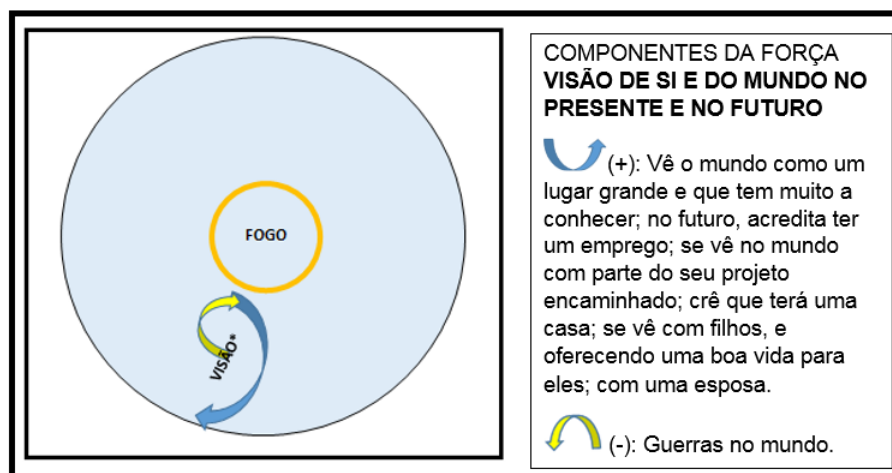 FOGO
VISÃO*
COMPONENTES DA FORÇA
VISÃO DE SI E DO MUNDO NO
PRESENTE E NO FUTURO
(+): Vê o mundo como um
lugar grande e que tem muito a
conhecer; no futuro, acredita ter
um emprego; se vê no mundo
com parte do seu projeto
encaminhado; crê que terá uma
casa; se vê com filhos, e
oferecendo uma boa vida para
eles; com uma esposa.
(-): Guerras no mundo.